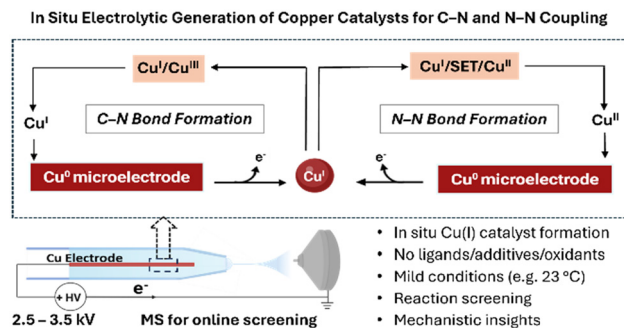 In Situ Electrolytic Generation of Copper Catalysts for C–N and N–N Coupling
Cuᴵ/Cuᴵᴵᴵ
Cuᴵ/SET/Cuᴵᴵ
Cuᴵ
C–N Bond Formation
N–N Bond Formation
Cuᴵᴵ
e⁻
Cuᴵ
e⁻
Cu⁰ microelectrode
Cu⁰ microelectrode
Cu Electrode
e⁻
+ HV
2.5 – 3.5 kV
MS for online screening
• In situ Cu(I) catalyst formation
• No ligands/additives/oxidants
• Mild conditions (e.g. 23 ºC)
• Reaction screening
• Mechanistic insights